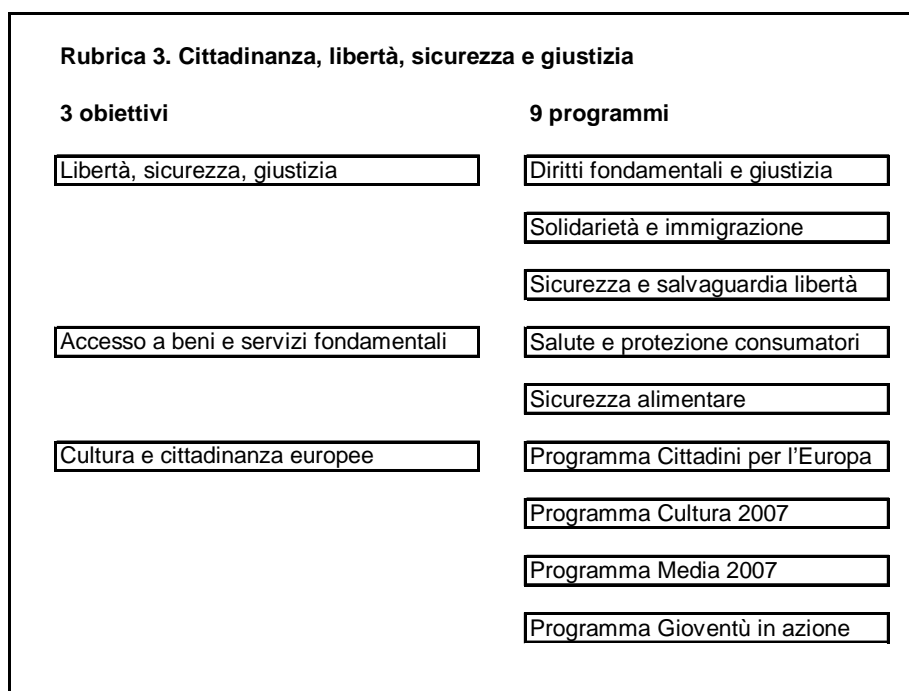 Rubrica 3. Cittadinanza, libertà, sicurezza e giustizia
3 obiettivi 9 programmi
Libertà, sicurezza, giustizia Diritti fondamentali e giustizia
Solidarietà e immigrazione
Sicurezza e salvaguardia libertà
Accesso a beni e servizi fondamentali Salute e protezione consumatori
Sicurezza alimentare
Cultura e cittadinanza europee Programma Cittadini per l'Europa
Programma Cultura 2007
Programma Media 2007
Programma Gioventù in azione